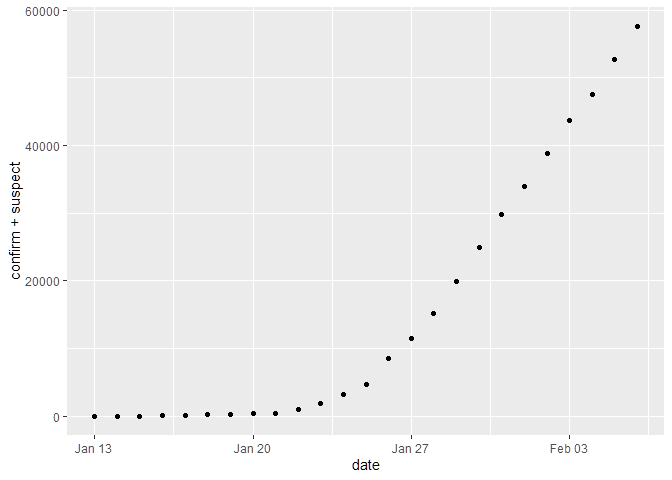 60000
40000
20000
0
confirm + suspect
Jan 13
Jan 20
Jan 27
Feb 03
date